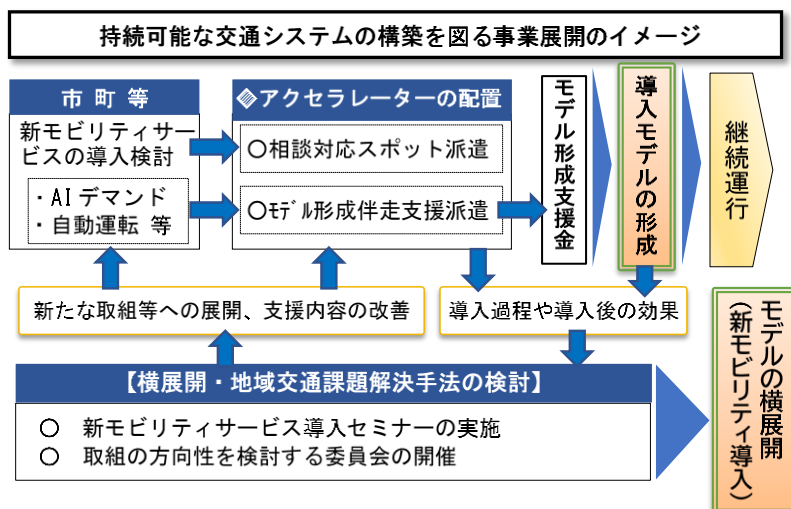 持続可能な交通システムの構築を図る事業展開のイメージ
市 町 等
新モビリティサー
ビスの導入検討
・AI デマンド
・自動運転 等
◈アクセラレーターの配置
〇相談対応スポット派遣
〇ﾓﾃﾞﾙ形成伴走支援派遣
モデル形成支援金
導入モデルの形成
継続運行
新たな取組等への展開、支援内容の改善
導入過程や導入後の効果
【横展開・地域交通課題解決手法の検討】
〇 新モビリティサービス導入セミナーの実施
〇 取組の方向性を検討する委員会の開催
モデルの横展開
(新モビリティ導入)